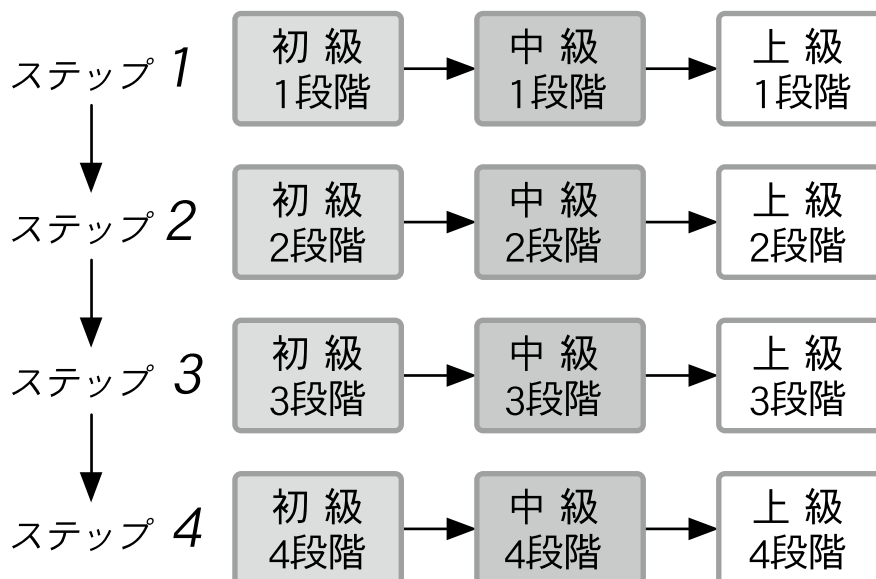 ステップ 1
初 級
1段階
中 級
1段階
上 級
1段階
ステップ 2
初 級
2段階
中 級
2段階
上 級
2段階
ステップ 3
初 級
3段階
中 級
3段階
上 級
3段階
ステップ 4
初 級
4段階
中 級
4段階
上 級
4段階